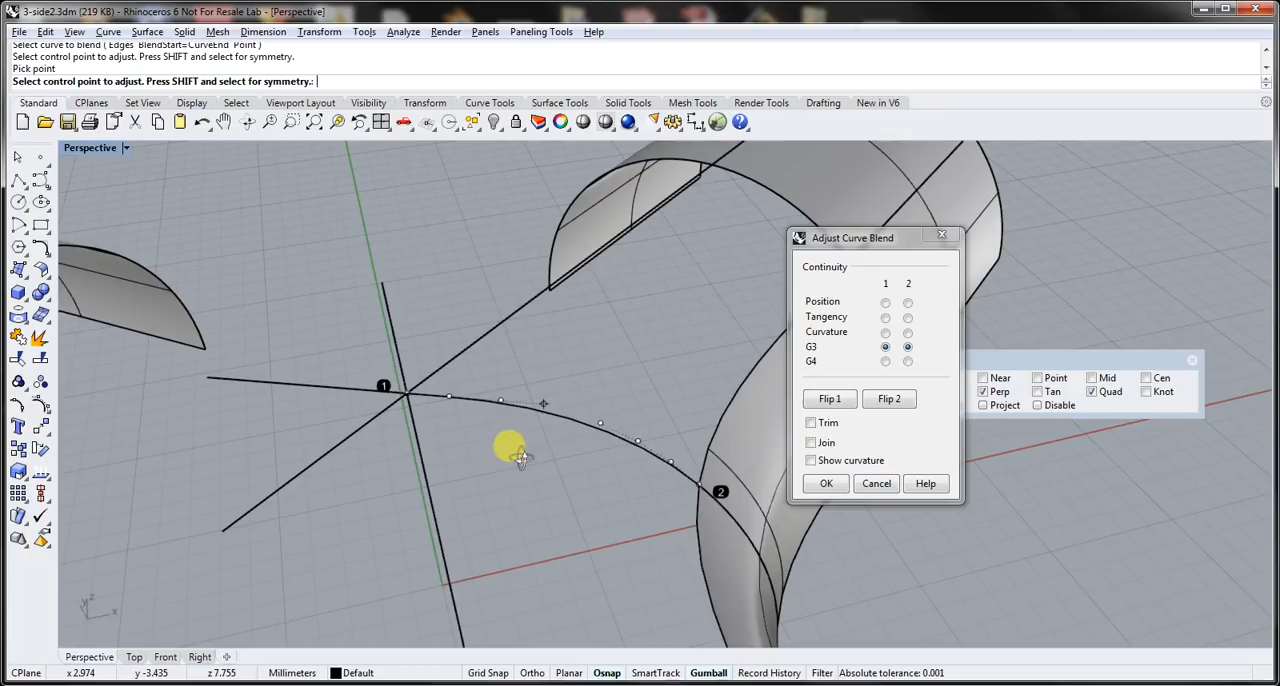 3-side2.3dm (219 KB) - Rhinoceros 6 Not For Resale Lab - [Perspective]
File Edit View Curve Surface Solid Mesh Dimension Transform Tools Analyze Render Panels Paneling Tools Help
Select curve to blend ( Edges BlendStart=CurveEnd Point )
Select control point to adjust. Press SHIFT and select for symmetry.
Pick point
Select control point to adjust. Press SHIFT and select for symmetry.:
Standard CPlanes Set View Display Select Viewport Layout Visibility Transform Curve Tools Surface Tools Solid Tools Mesh Tools Render Tools Drafting New in V6
Perspective
Adjust Curve Blend
Continuity
1 2
Position
Tangency
Curvature
G3
G4
Flip 1 Flip 2
Trim
Join
Show curvature
OK Cancel Help
Near Point Mid Cen
Perp Tan Quad Knot
Project Disable
1
2
z
y
x
Perspective Top Front Right
CPlane x 2.974 y -3.435 z 7.755 Millimeters Default Grid Snap Ortho Planar Osnap SmartTrack Gumball Record History Filter Absolute tolerance: 0.001